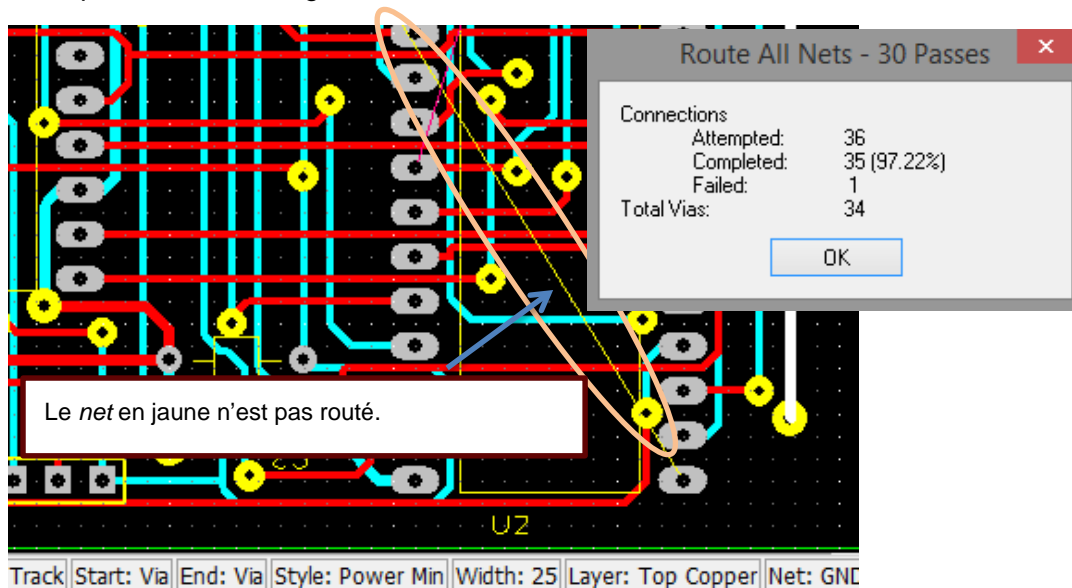 Route All Nets - 30 Passes
x
Connections
Attempted: 36
Completed: 35 (97.22%)
Failed: 1
Total Vias: 34
OK
Le net en jaune n'est pas routé.
U2
Track Start: Via End: Via Style: Power Min Width: 25 Layer: Top Copper Net: GND